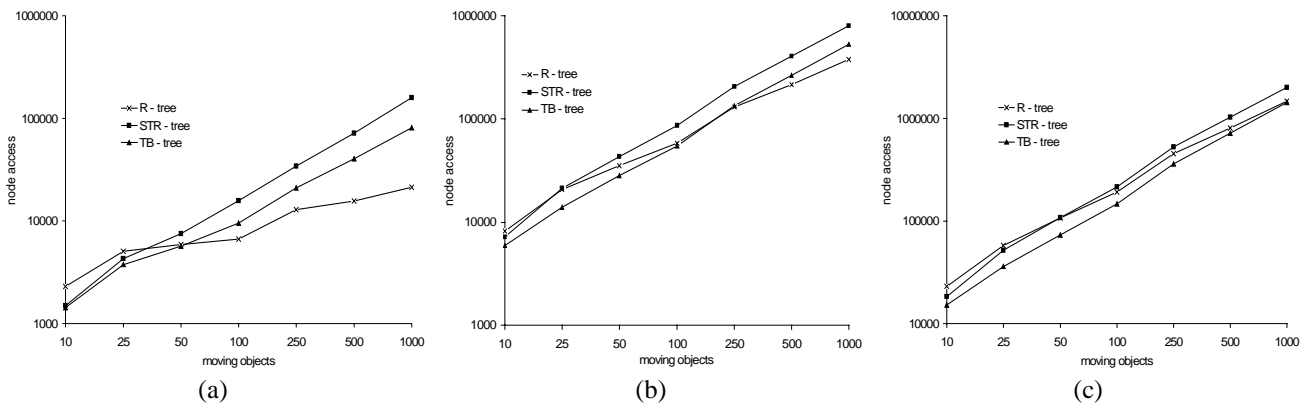 1000000
100000
10000
1000
node access
R - tree
STR - tree
TB - tree
10 25 50 100 250 500 1000
moving objects
(a)
1000000
100000
10000
1000
node access
R - tree
STR - tree
TB - tree
10 25 50 100 250 500 1000
moving objects
(b)
10000000
1000000
100000
10000
node access
R - tree
STR - tree
TB - tree
10 25 50 100 250 500 1000
moving objects
(c)